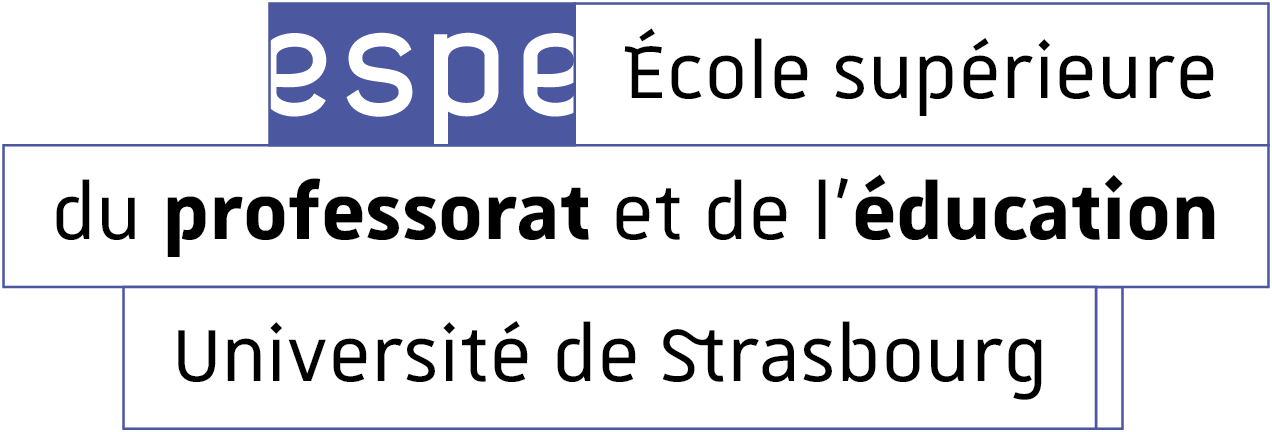 espe École supérieure
du professorat et de l’éducation
Université de Strasbourg